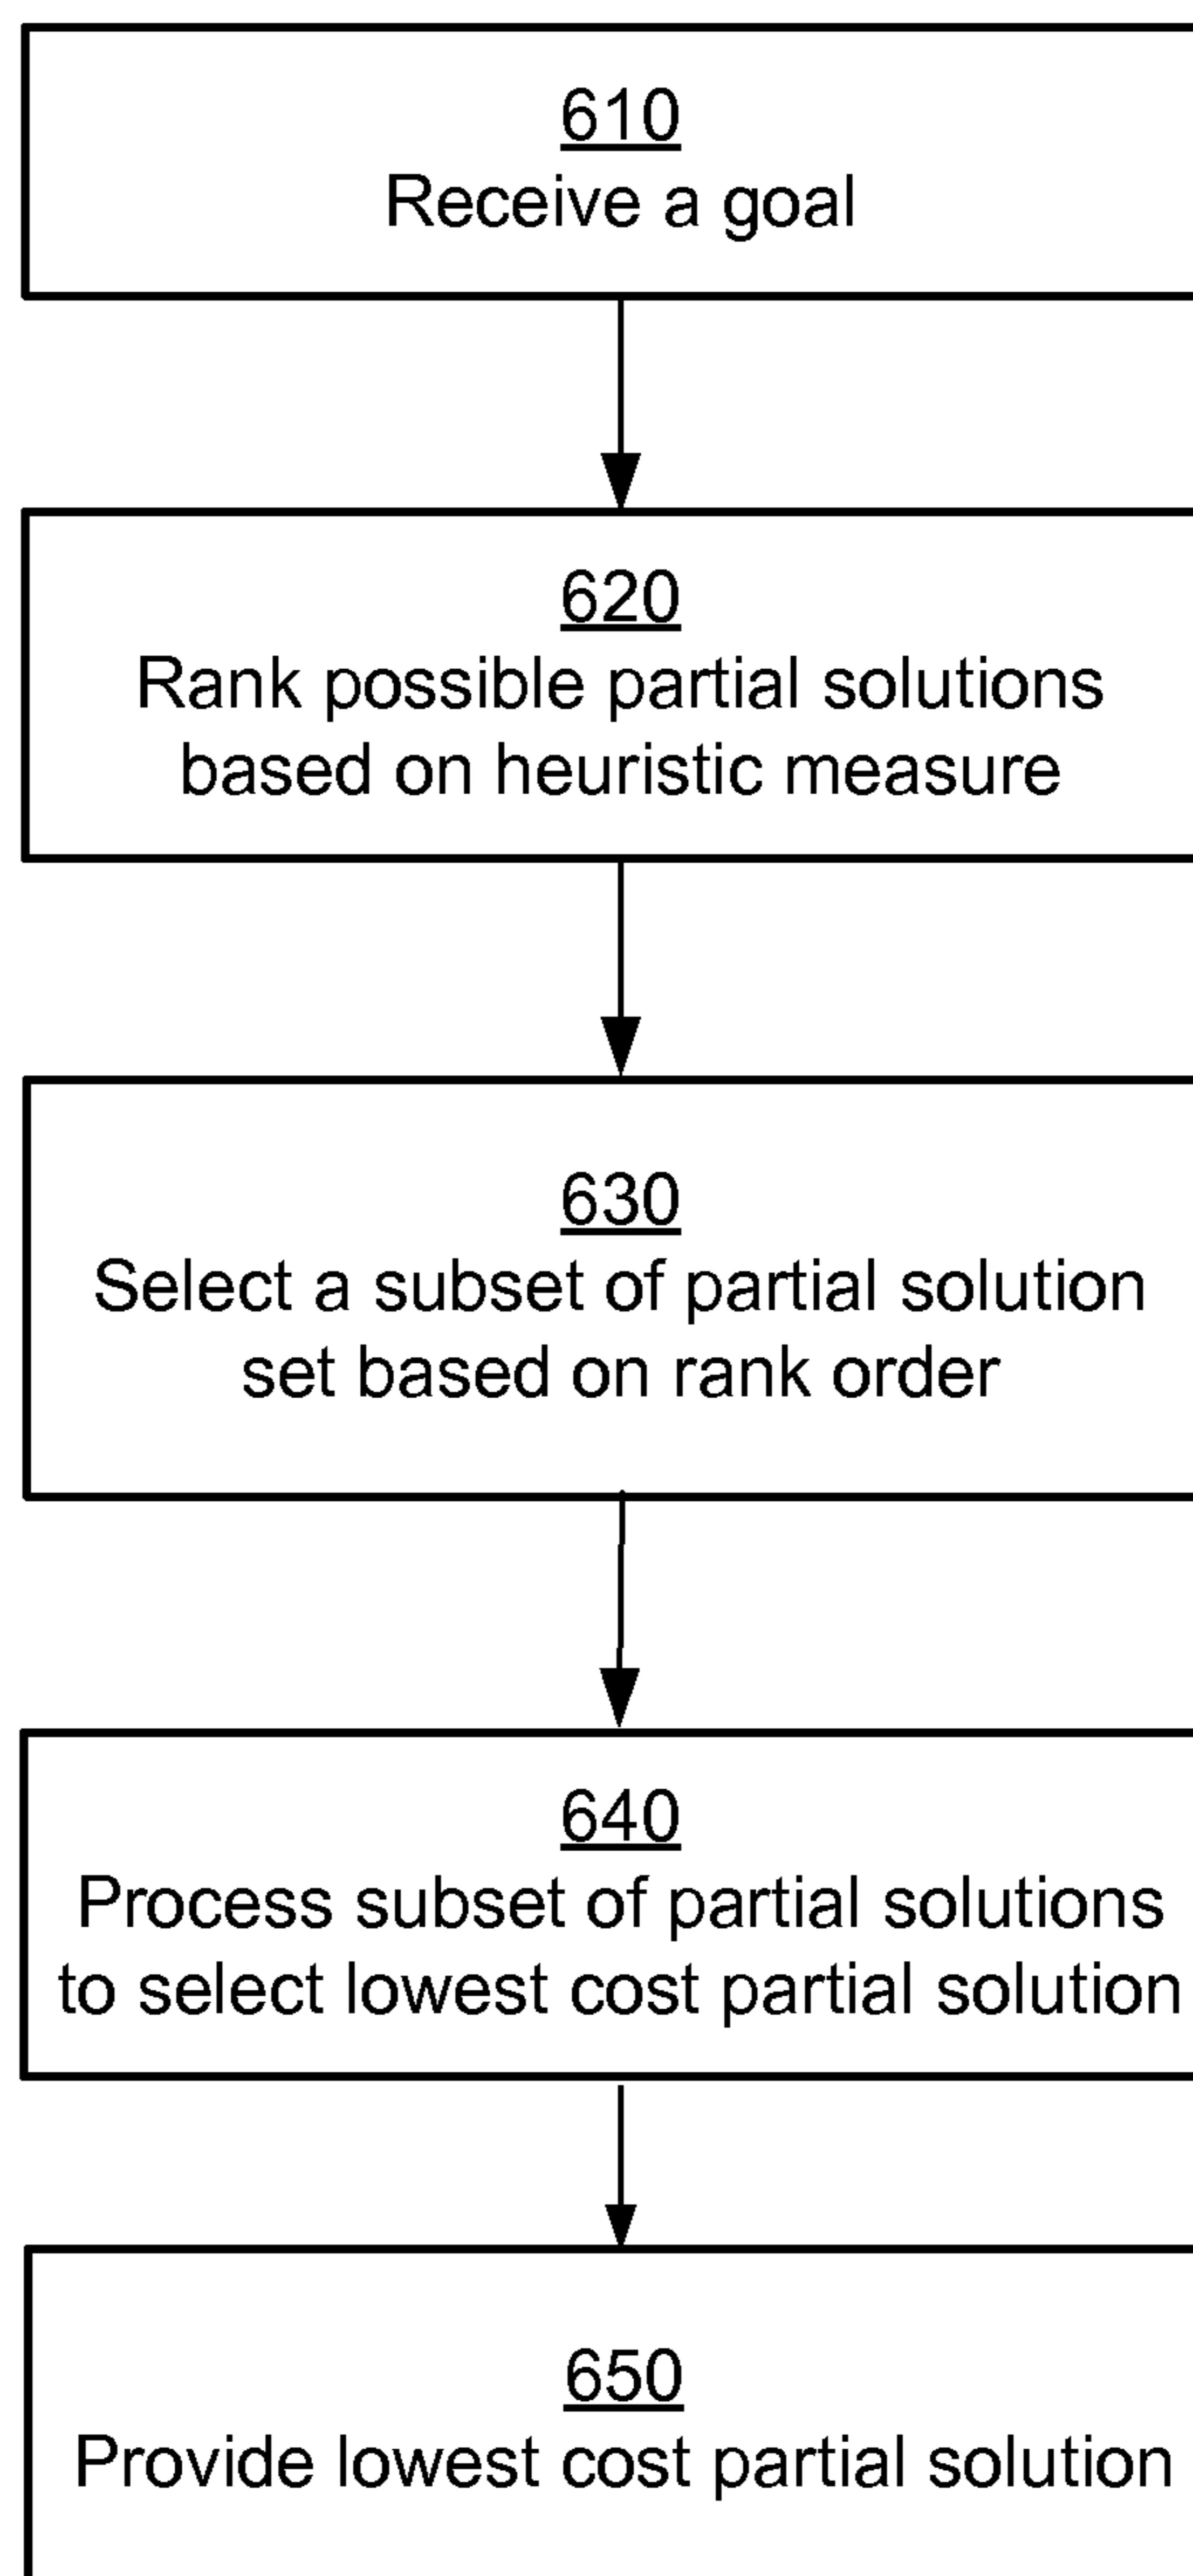 610
Receive a goal
620
Rank possible partial solutions
based on heuristic measure
630
Select a subset of partial solution
set based on rank order
640
Process subset of partial solutions
to select lowest cost partial solution
650
Provide lowest cost partial solution